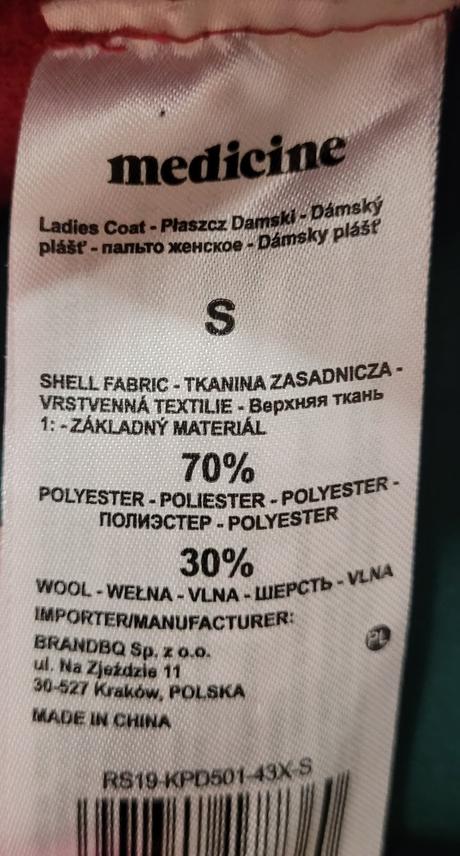 medicine
Ladies Coat - Płaszcz Damski - Dámský
plášť - пальто женское - Dámsky plášť
S
SHELL FABRIC - TKANINA ZASADNICZA -
VRSTVENNÁ TEXTILIE - Верхняя ткань
1: - ZÁKLADNÝ MATERIÁL
70%
POLYESTER - POLIESTER - POLYESTER -
ПОЛИЭСТЕР - POLYESTER
30%
WOOL - WEŁNA - VLNA - ШЕРСТЬ - VLNA
IMPORTER/MANUFACTURER:
BRANDBQ Sp. z o.o.
ul. Na Zjeździe 11
30-527 Kraków, POLSKA
PL
MADE IN CHINA
RS19-KPD501-43X-S